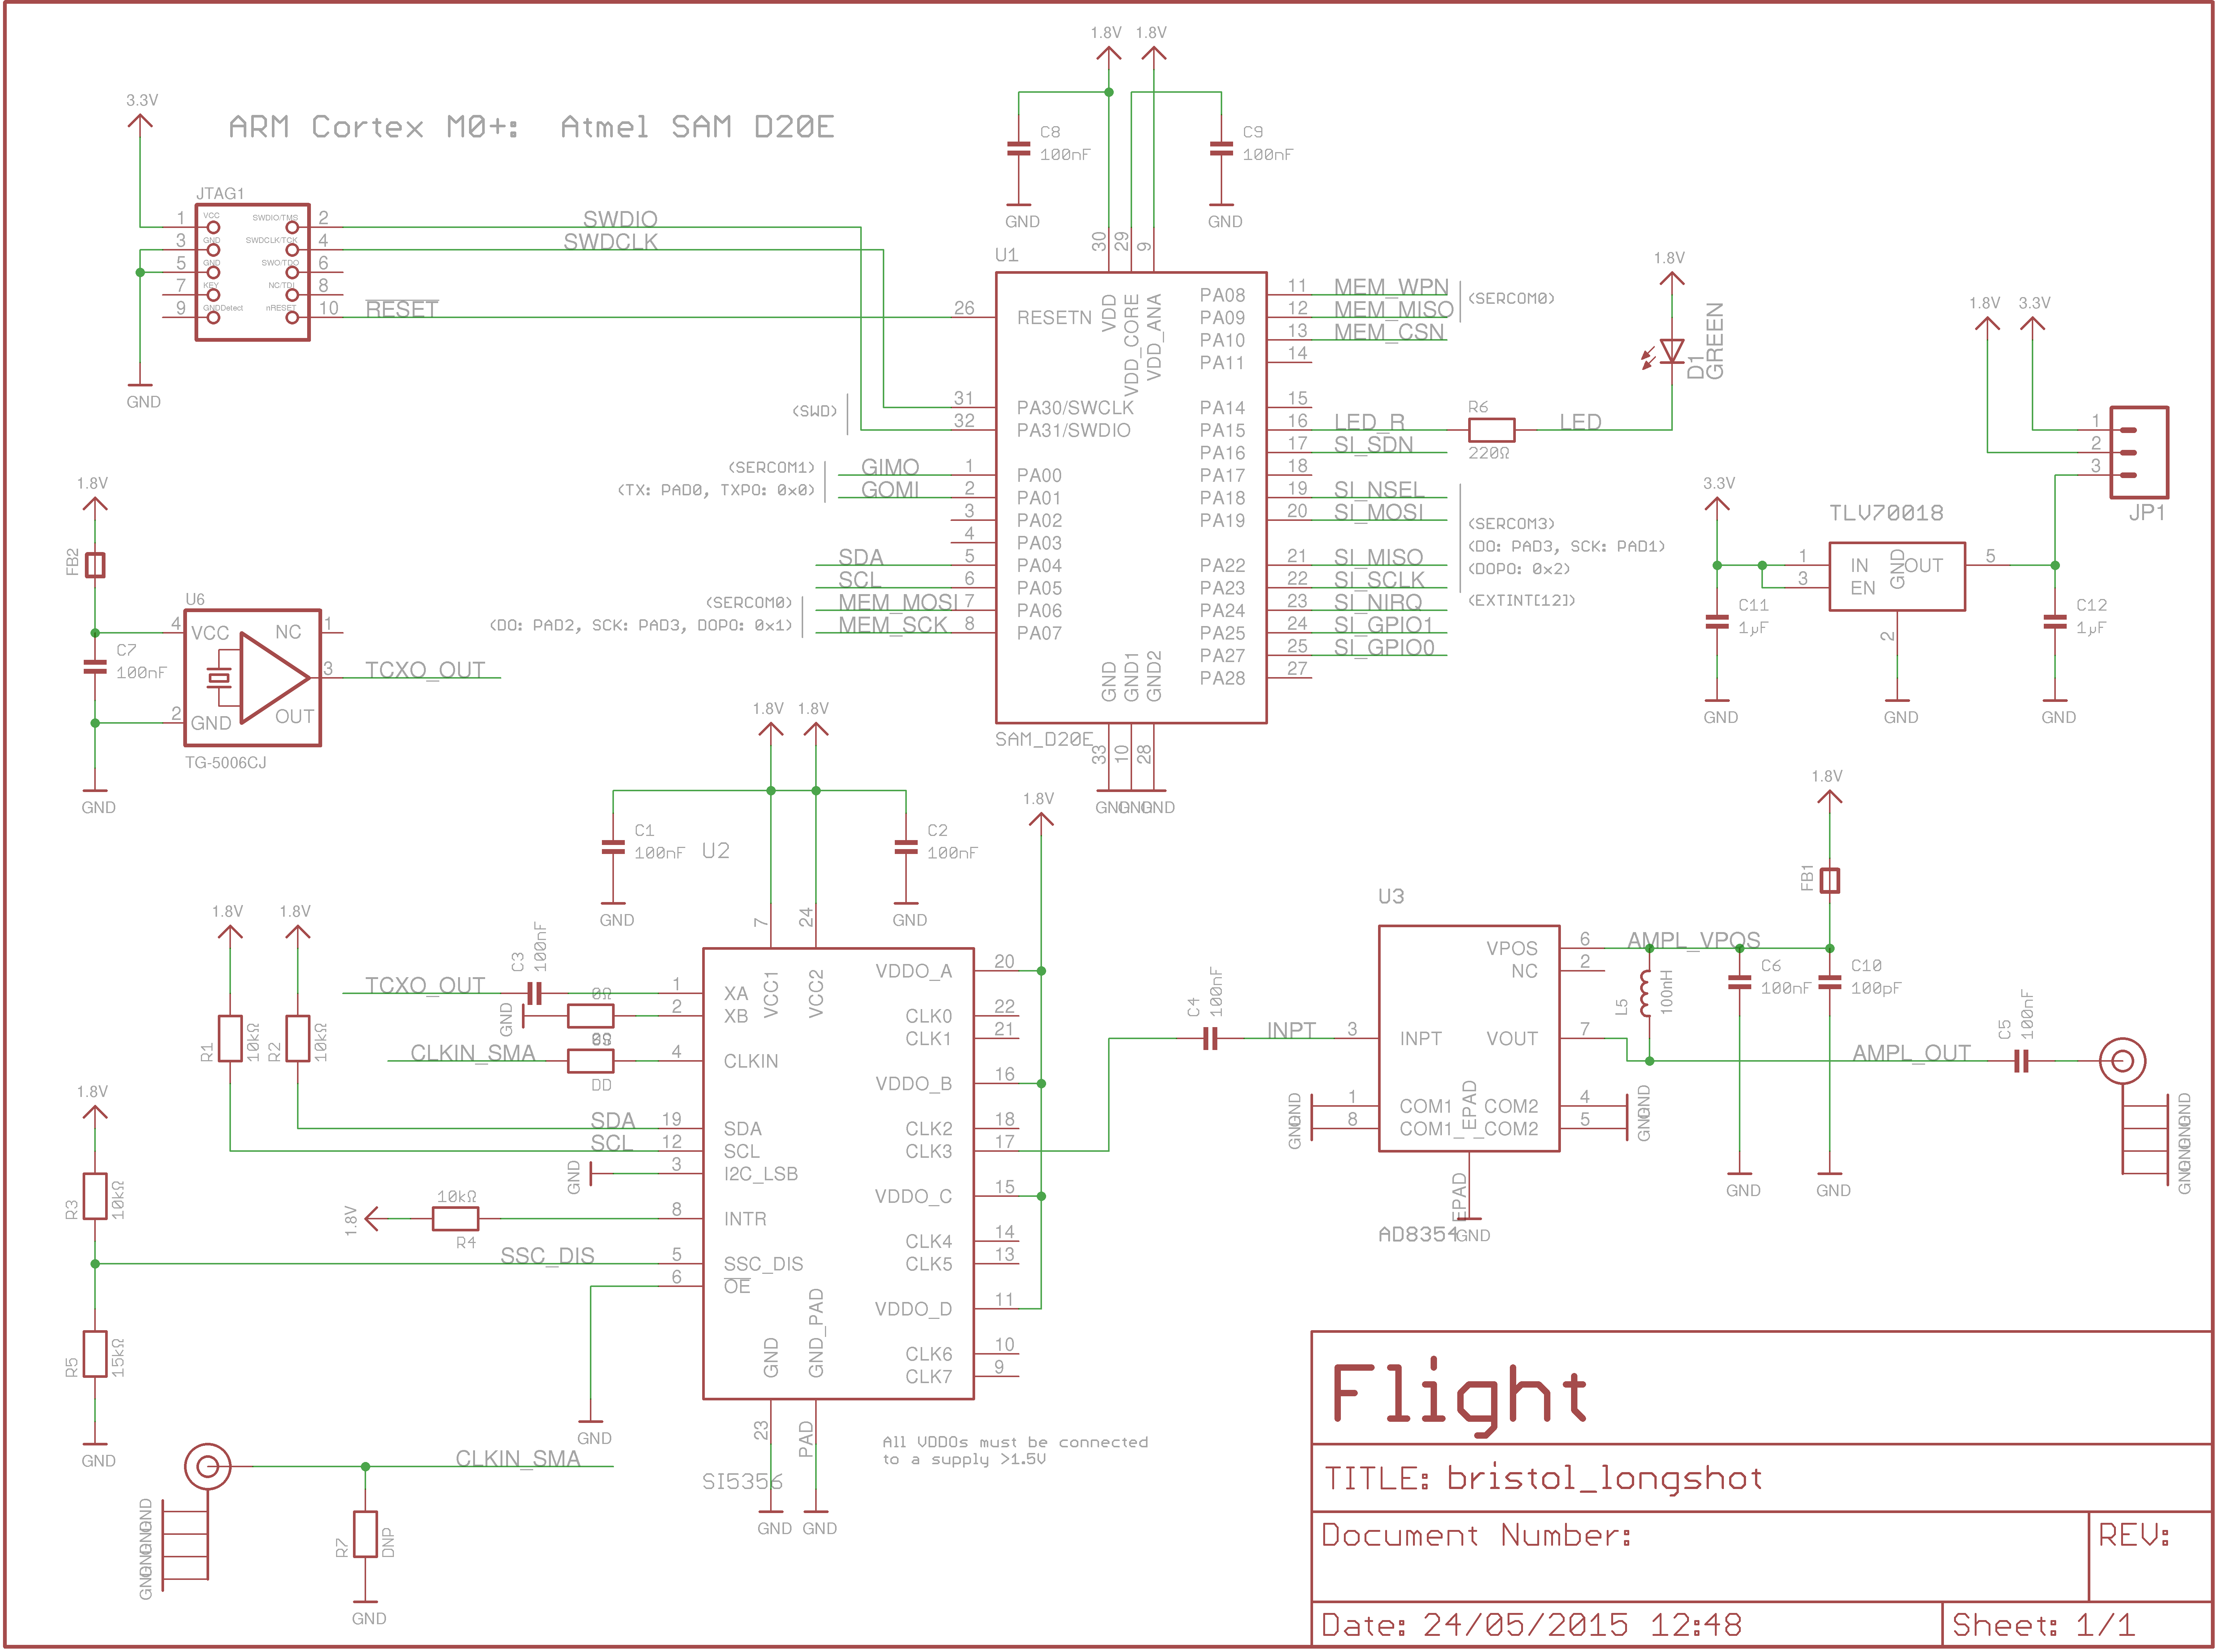 ARM Cortex M0+: Atmel SAM D20E
3.3V
JTAG1
1 VCC SWDIO/TMS 2
3 GND SWDCLK/TCK 4
5 GND SWO/TDO 6
7 KEY NC/TDI 8
9 GNDDetect nRESET 10
GND
SWDIO
SWDCLK
RESET
1.8V 1.8V
C8
100nF
GND
C9
100nF
GND
U1
30 29 9
VDD
VDD_CORE
VDD_ANA
26 RESETN
(SWD)
31 PA30/SWCLK
32 PA31/SWDIO
(SERCOM1)
(TX: PAD0, TXPO: 0x0)
GIMO 1 PA00
GOMI 2 PA01
3 PA02
4 PA03
SDA 5 PA04
SCL 6 PA05
(SERCOM0)
(DO: PAD2, SCK: PAD3, DOPO: 0x1)
MEM_MOSI 7 PA06
MEM_SCK 8 PA07
PA08 11 MEM_WPN
PA09 12 MEM_MISO
(SERCOM0)
PA10 13 MEM_CSN
PA11 14
PA14 15
PA15 16 LED_R
PA16 17 SI_SDN
PA17 18
PA18 19 SI_NSEL
PA19 20 SI_MOSI
PA22 21 SI_MISO
PA23 22 SI_SCLK
PA24 23 SI_NIRQ
PA25 24 SI_GPIO1
PA27 25 SI_GPIO0
PA28 27
(SERCOM3)
(DO: PAD3, SCK: PAD1)
(DOPO: 0x2)
(EXTINT[12])
GND
GND1
GND2
SAM_D20E
33 10 28
GND GND GND
R6
220Ω
LED
1.8V
D1
GREEN
1.8V 3.3V
1
2
3
JP1
3.3V
TLV70018
1 IN
3 EN
GND
OUT 5
2
C11
1µF
C12
1µF
GND GND GND
1.8V
FB2
U6
4 VCC NC 1
C7
100nF
3 TCXO_OUT
2 GND OUT
TG-5006CJ
GND
1.8V 1.8V
C1
100nF
U2
C2
100nF
GND GND
1.8V
7 24
VCC1
VCC2
1.8V 1.8V
R1
10kΩ
R2
10kΩ
TCXO_OUT
C3
100nF
1 XA
GND
0Ω
2 XB
CLKIN_SMA
DD
4 CLKIN
SDA 19 SDA
SCL 12 SCL
GND 3 I2C_LSB
1.8V
10kΩ
R4
8 INTR
SSC_DIS 5 SSC_DIS
6 OE
GND
1.8V
R3
10kΩ
R5
15kΩ
GND
VDDO_A 20
CLK0 22
CLK1 21
VDDO_B 16
CLK2 18
CLK3 17
VDDO_C 15
CLK4 14
CLK5 13
VDDO_D 11
CLK6 10
CLK7 9
GND
GND_PAD
23 PAD
SI5356
GND GND
All VDDOs must be connected
to a supply >1.5V
CLKIN_SMA
GND GND GND GND
R7
DNP
GND
C4
100nF
INPT
U3
3 INPT
1 COM1
8 COM1
GND GND
VPOS 6
NC 2
VOUT 7
COM2 4
COM2 5
GND GND
EPAD
EPAD
AD8354
GND
AMPL_VPOS
1.8V
FB1
L5
100nH
C6
100nF
C10
100pF
GND GND
AMPL_OUT
C5
100nF
GND GND GND GND
Flight
TITLE: bristol_longshot
Document Number:
REV:
Date: 24/05/2015 12:48
Sheet: 1/1